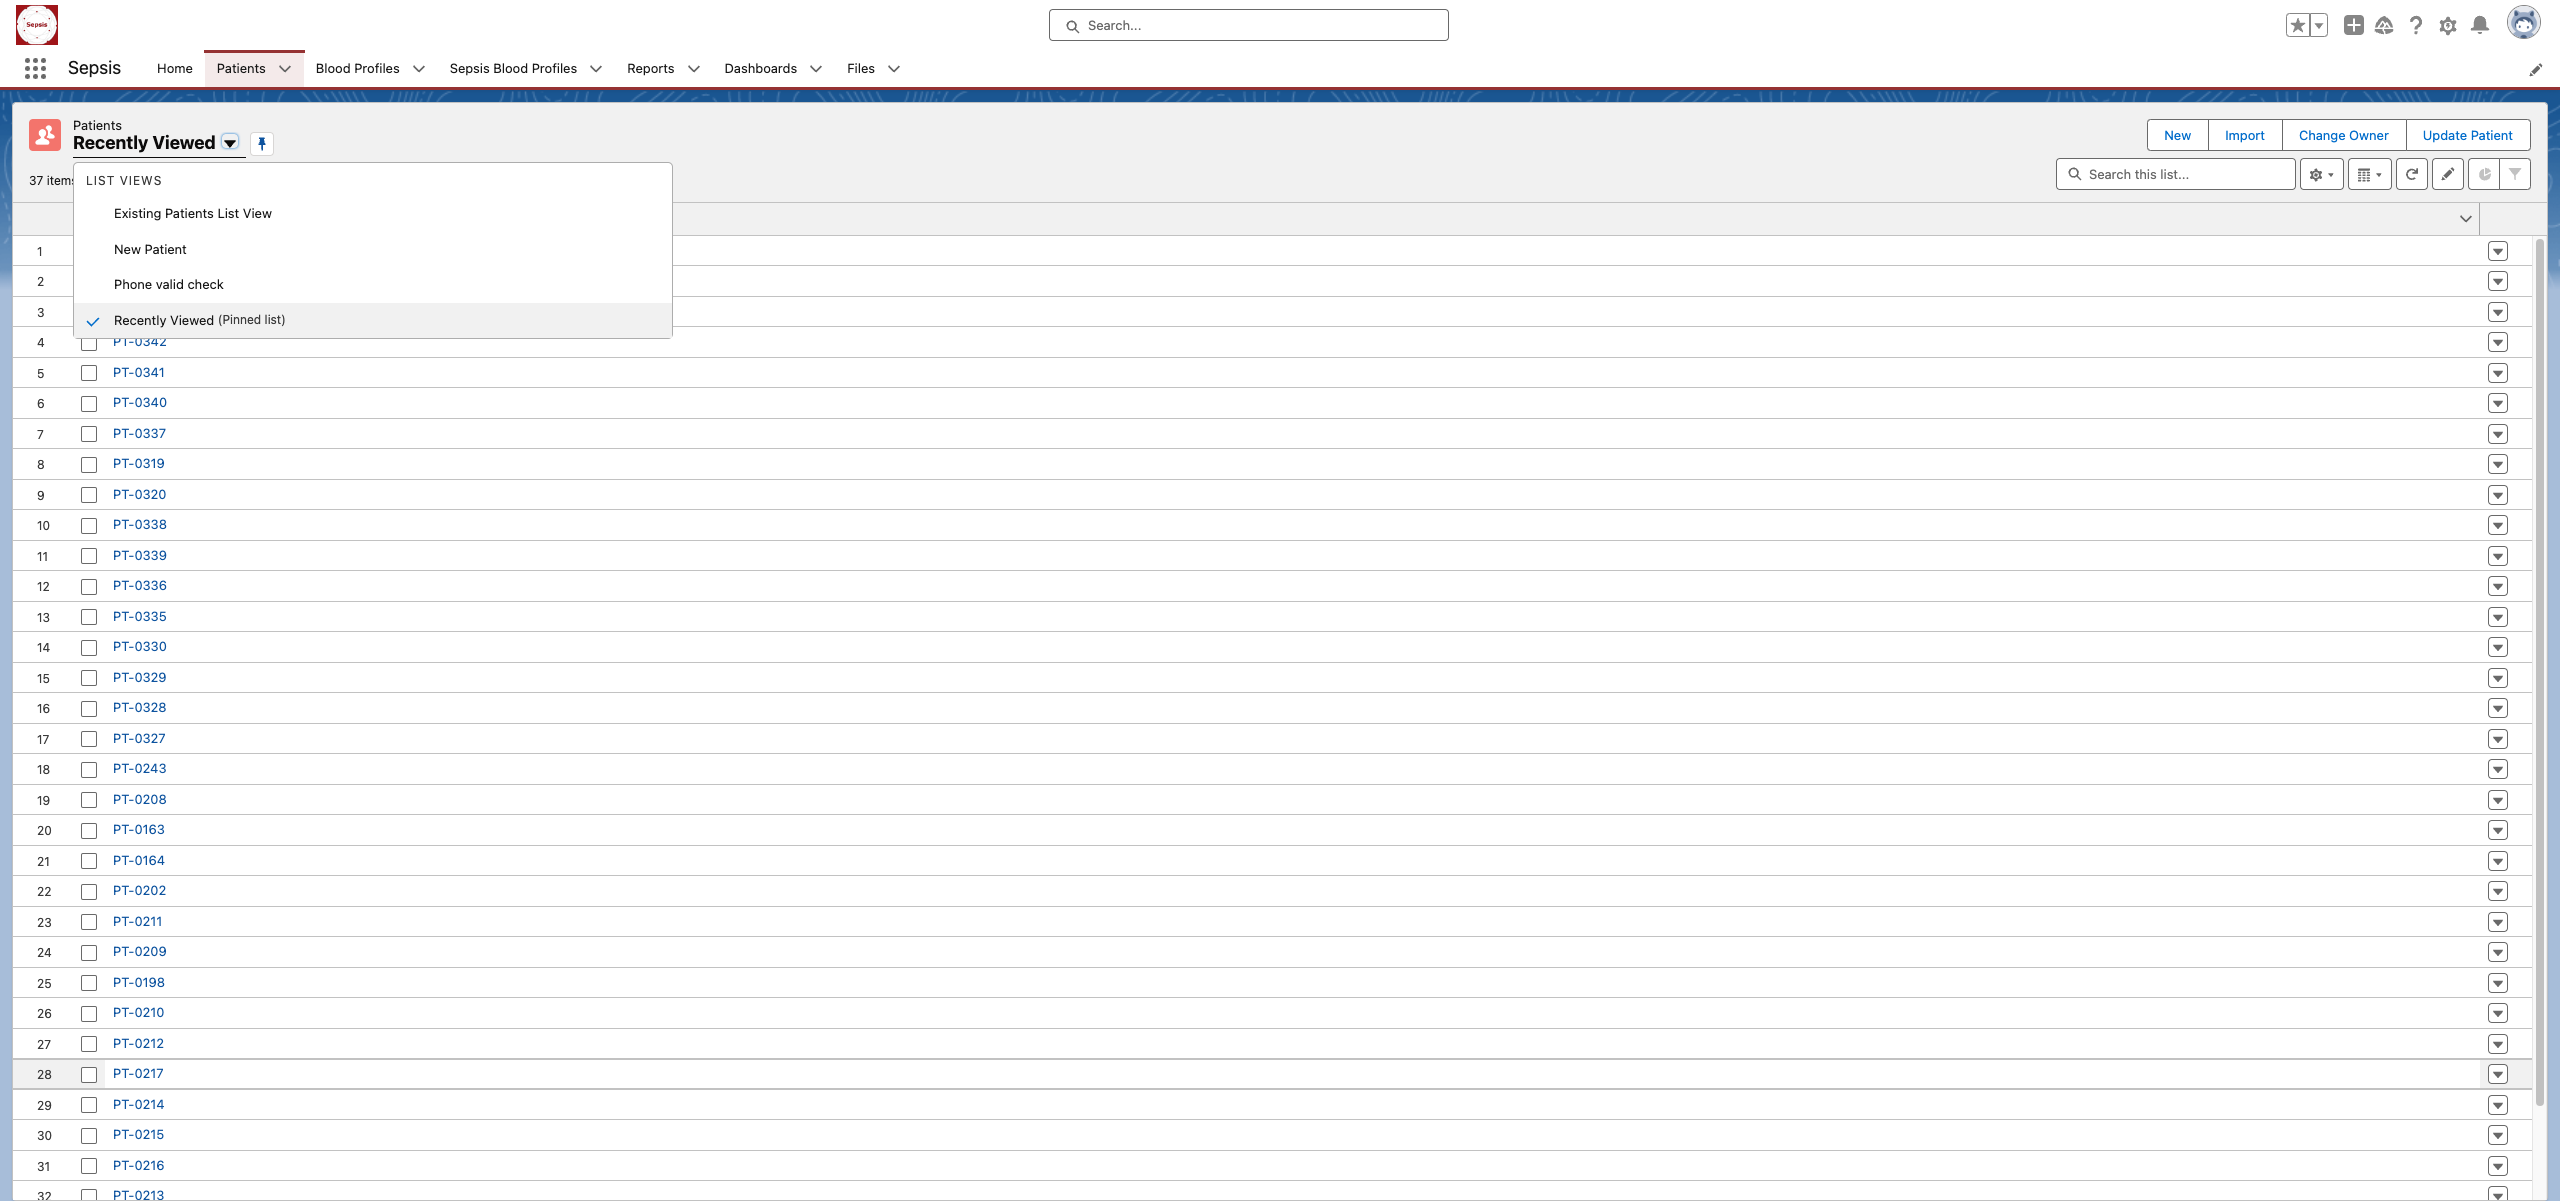 Sepsis
Search...
Sepsis
Home
Patients
Blood Profiles
Sepsis Blood Profiles
Reports
Dashboards
Files
Patients
Recently Viewed
New
Import
Change Owner
Update Patient
37 items
Search this list...
LIST VIEWS
Existing Patients List View
New Patient
Phone valid check
Recently Viewed (Pinned list)
1
2
3
4 PT-0342
5 PT-0341
6 PT-0340
7 PT-0337
8 PT-0319
9 PT-0320
10 PT-0338
11 PT-0339
12 PT-0336
13 PT-0335
14 PT-0330
15 PT-0329
16 PT-0328
17 PT-0327
18 PT-0243
19 PT-0208
20 PT-0163
21 PT-0164
22 PT-0202
23 PT-0211
24 PT-0209
25 PT-0198
26 PT-0210
27 PT-0212
28 PT-0217
29 PT-0214
30 PT-0215
31 PT-0216
32 PT-0213